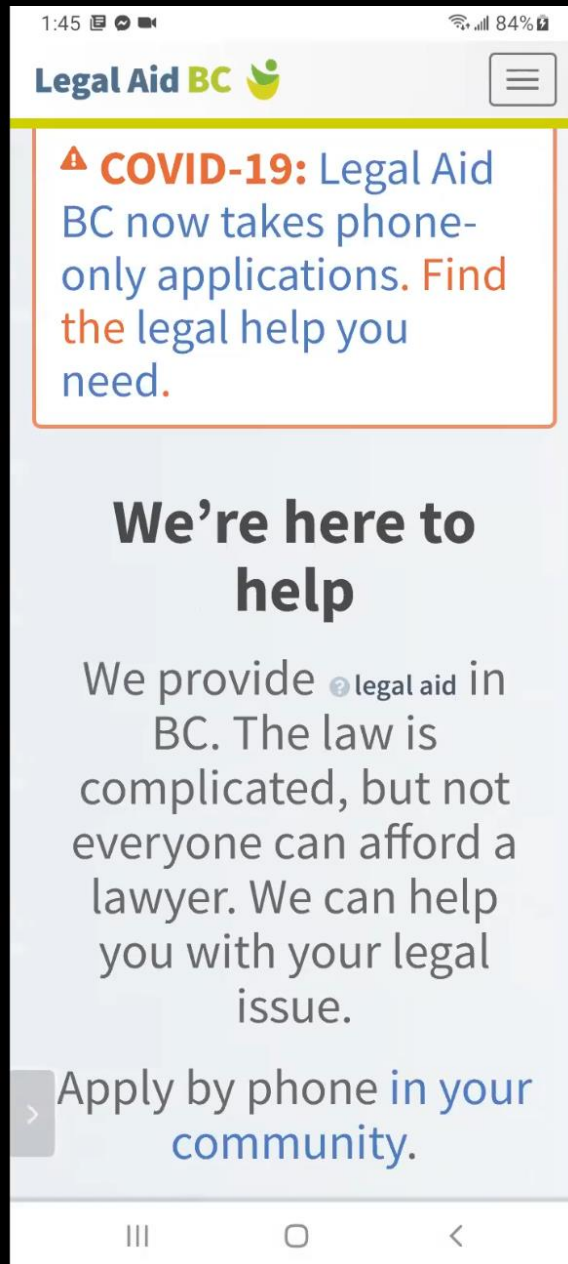 1:45 84%
Legal Aid BC
COVID-19: Legal Aid
BC now takes phone-
only applications. Find
the legal help you
need.
We’re here to
help
We provide legal aid in
BC. The law is
complicated, but not
everyone can afford a
lawyer. We can help
you with your legal
issue.
Apply by phone in your
community.